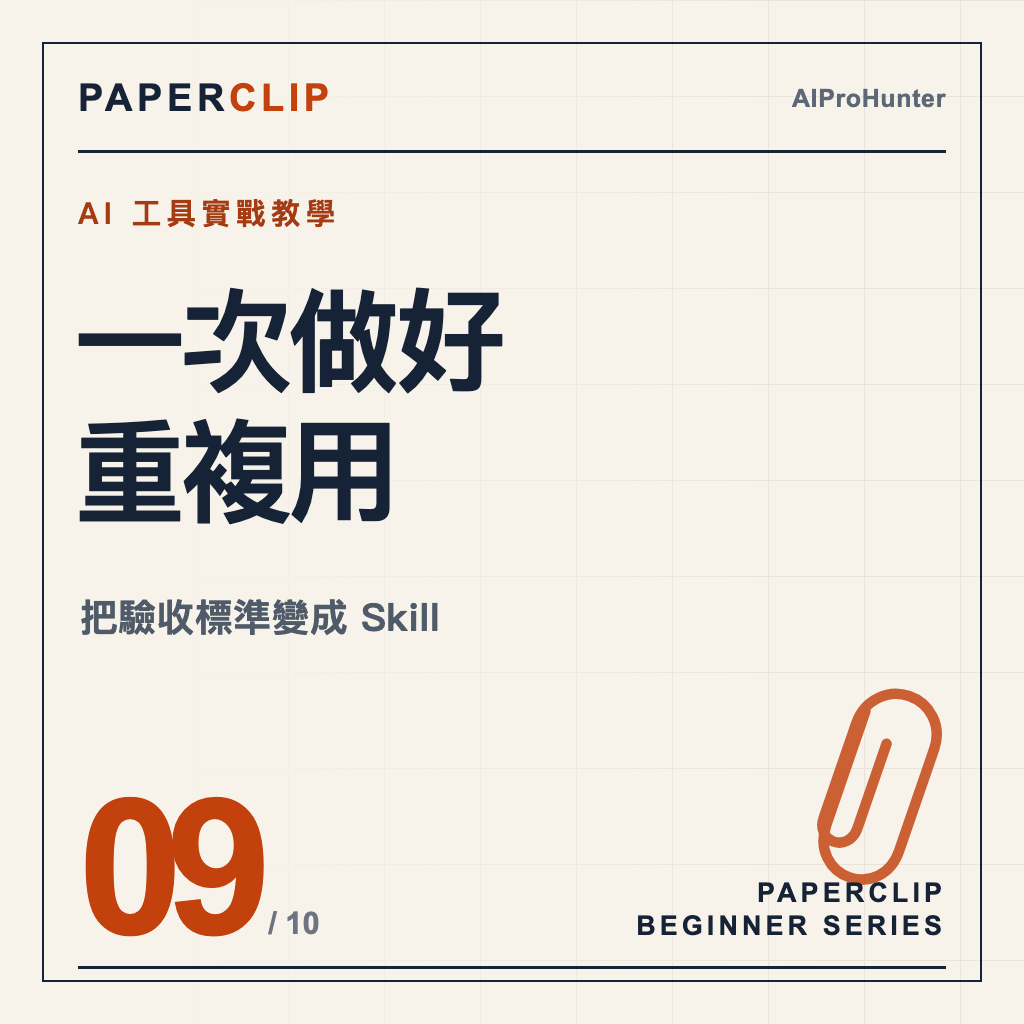 PAPERCLIP
AIProHunter
AI 工具實戰教學
一次做好
重複用
把驗收標準變成 Skill
09 / 10
PAPERCLIP
BEGINNER SERIES